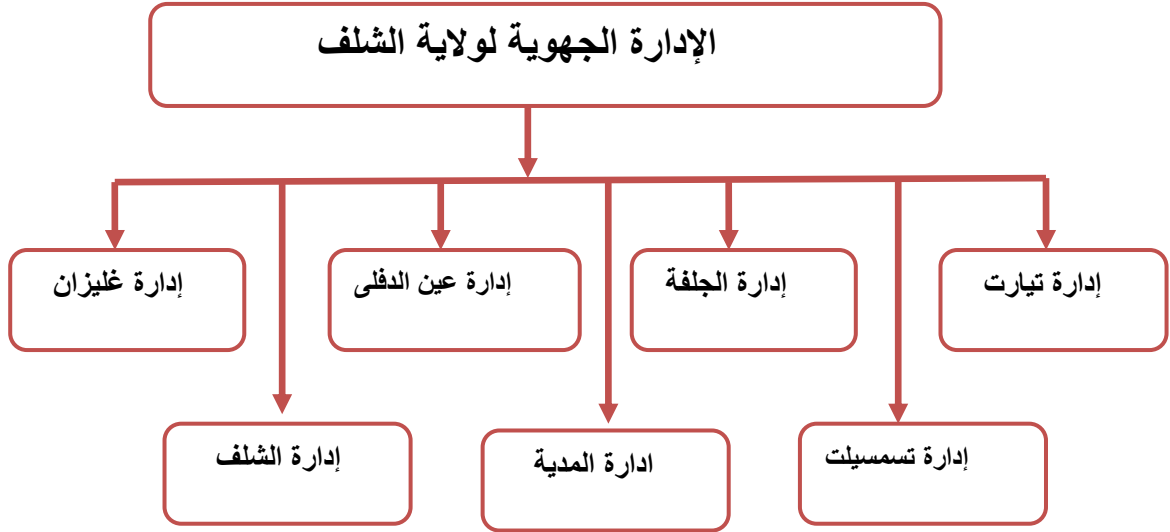 الإدارة الجهوية لولاية الشلف
إدارة تيارت
إدارة الجلفة
إدارة عين الدفلى
إدارة غليزان
إدارة تسمسيلت
ادارة المدية
إدارة الشلف